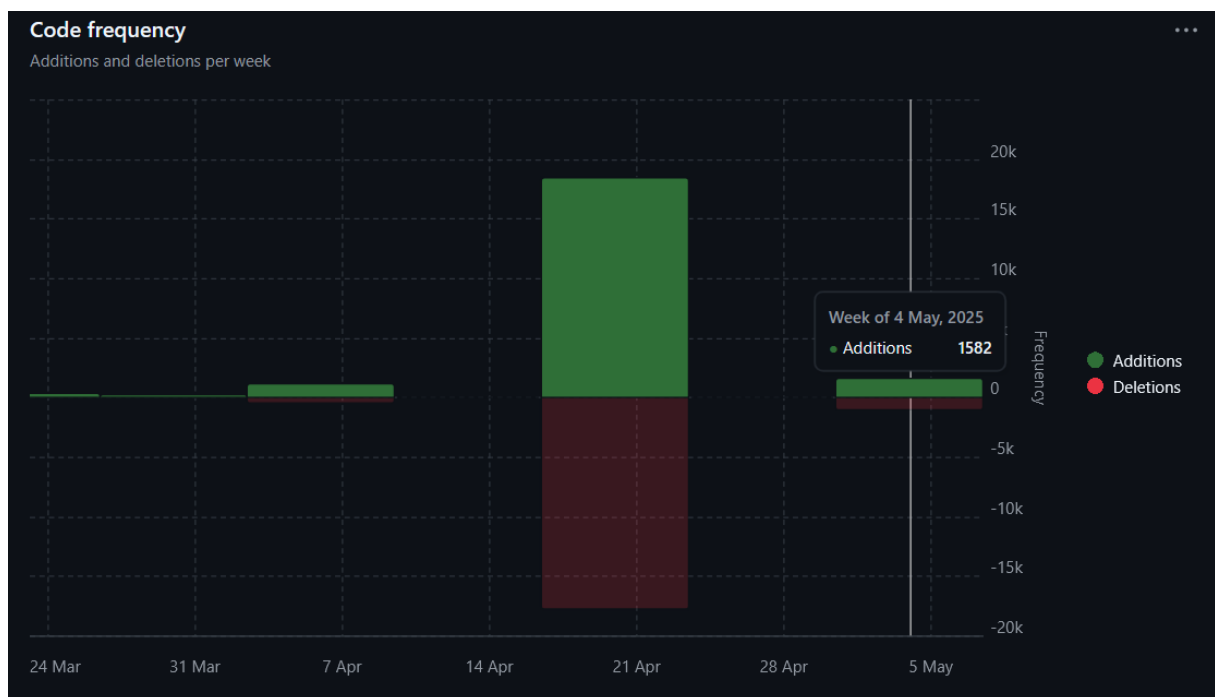 Code frequency
Additions and deletions per week
20k
15k
10k
Week of 4 May, 2025
Additions 1582
0
-5k
-10k
-15k
-20k
Frequency
Additions
Deletions
24 Mar 31 Mar 7 Apr 14 Apr 21 Apr 28 Apr 5 May